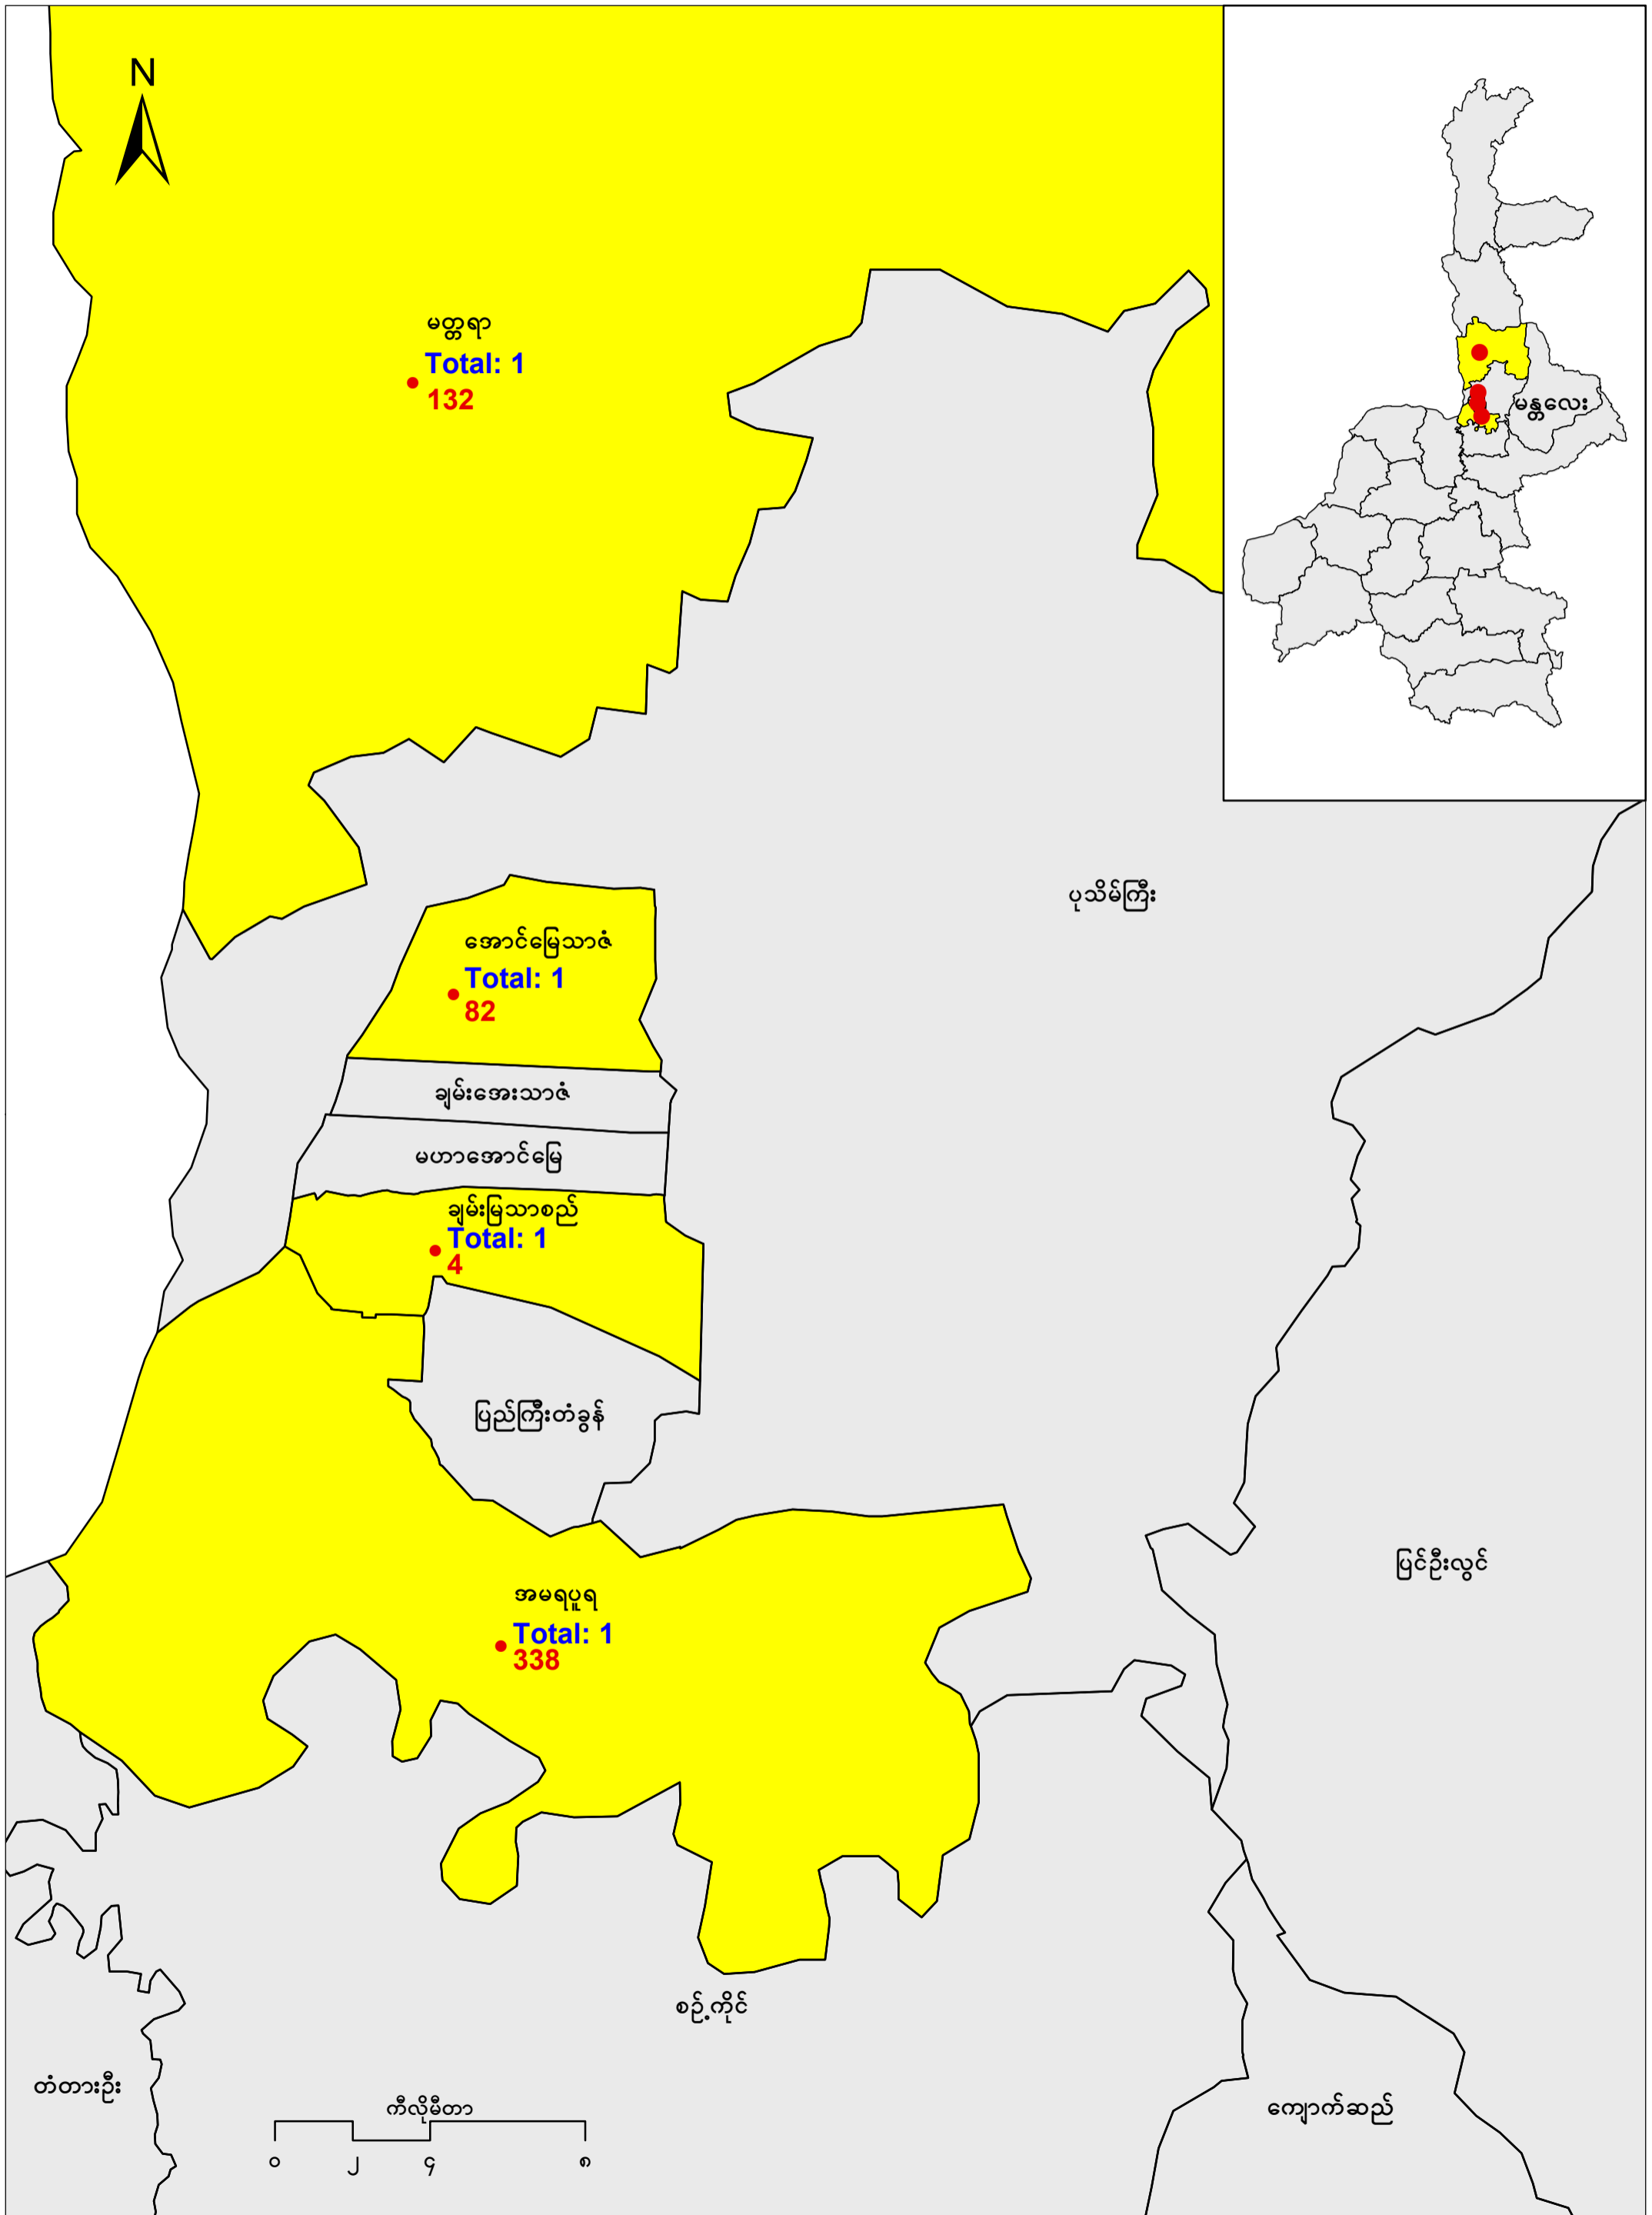 N
မတ္တရာ
Total: 1
132
မန္တလေး
ပုသိမ်ကြီး
အောင်မြေသာဇံ
Total: 1
82
ချမ်းအေးသာဇံ
မဟာအောင်မြေ
ချမ်းမြသာစည်
Total: 1
4
ပြည်ကြီးတံခွန်
ပြင်ဦးလွင်
အမရပူရ
Total: 1
338
စဉ့်ကိုင်
တံတားဦး
ကျောက်ဆည်
ကီလိုမီတာ
၀ ၂ ၄ ၈